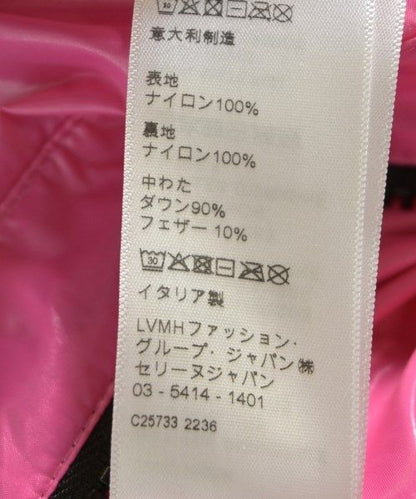 意大利制造
表地
ナイロン100%
裏地
ナイロン100%
中わた
ダウン90%
フェザー 10%
30
イタリア製
LVMHファッション・
グループ・ジャパン㈱
セリーヌジャパン
03 - 5414 - 1401
C25733 2236